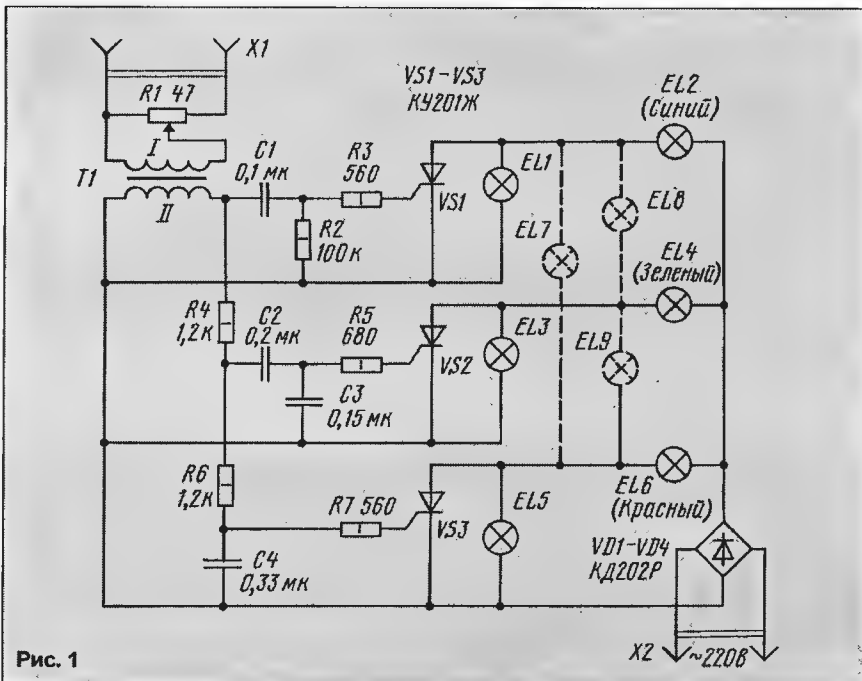 X1
R1 47
I
T1
II
C1
0,1 мк
R3
560
R2
100к
VS1-VS3
КУ201Ж
VS1
EL1
EL2
(Синий)
EL7
EL8
EL4
(Зеленый)
R4
1,2к
C2
0,2 мк
R5
680
VS2
EL3
EL9
C3
0,15 мк
R6
1,2к
R7 560
VS3
EL5
EL6
(Красный)
C4
0,33 мк
VD1-VD4
КД202Р
X2
~220В
Рис. 1